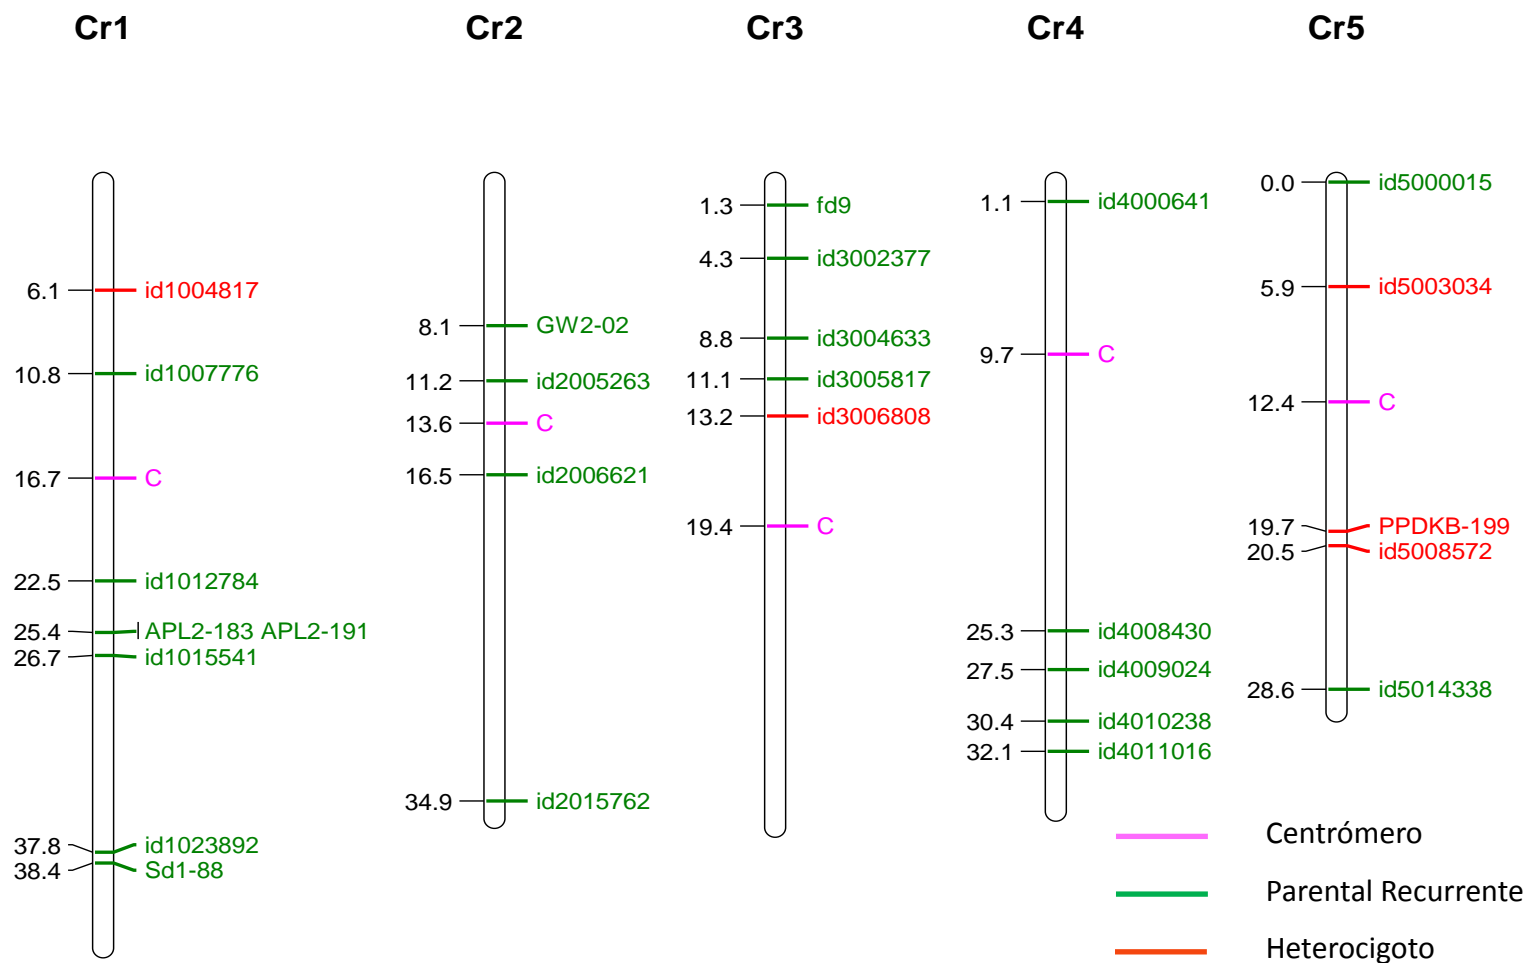 Cr1
Cr2
Cr3
Cr4
Cr5
6.1 id1004817
10.8 id1007776
16.7 C
22.5 id1012784
25.4 APL2-183 APL2-191
26.7 id1015541
37.8 id1023892
38.4 Sd1-88
8.1 GW2-02
11.2 id2005263
13.6 C
16.5 id2006621
34.9 id2015762
1.3 fd9
4.3 id3002377
8.8 id3004633
11.1 id3005817
13.2 id3006808
19.4 C
1.1 id4000641
9.7 C
25.3 id4008430
27.5 id4009024
30.4 id4010238
32.1 id4011016
0.0 id5000015
5.9 id5003034
12.4 C
19.7 PPDKB-199
20.5 id5008572
28.6 id5014338
Centrómero
Parental Recurrente
Heterocigoto